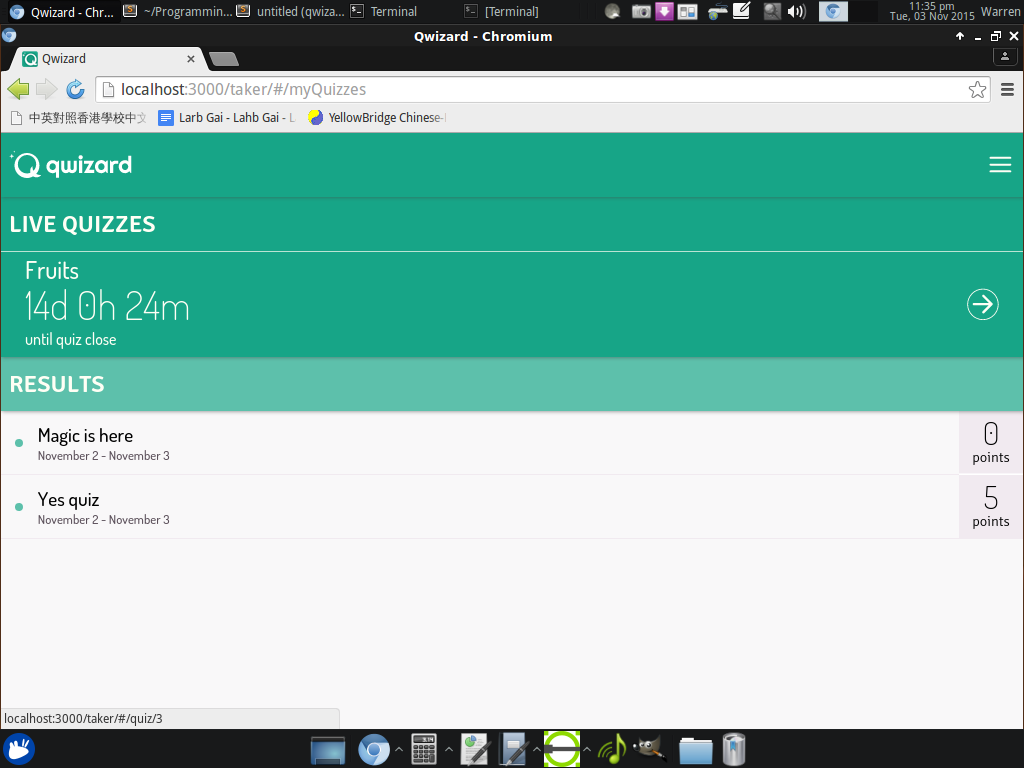 Qwizard - Chr...
~/Programmin...
untitled (qwiza...
Terminal
[Terminal]
11:35 pm
Tue, 03 Nov 2015
Warren
Qwizard - Chromium
Qwizard
localhost:3000/taker/#/myQuizzes
中英對照香港學校中文
Larb Gai - Lahb Gai - L
YellowBridge Chinese-
qwizard
LIVE QUIZZES
Fruits
14d 0h 24m
until quiz close
RESULTS
Magic is here
November 2 - November 3
0
points
Yes quiz
November 2 - November 3
5
points
localhost:3000/taker/#/quiz/3
3.14